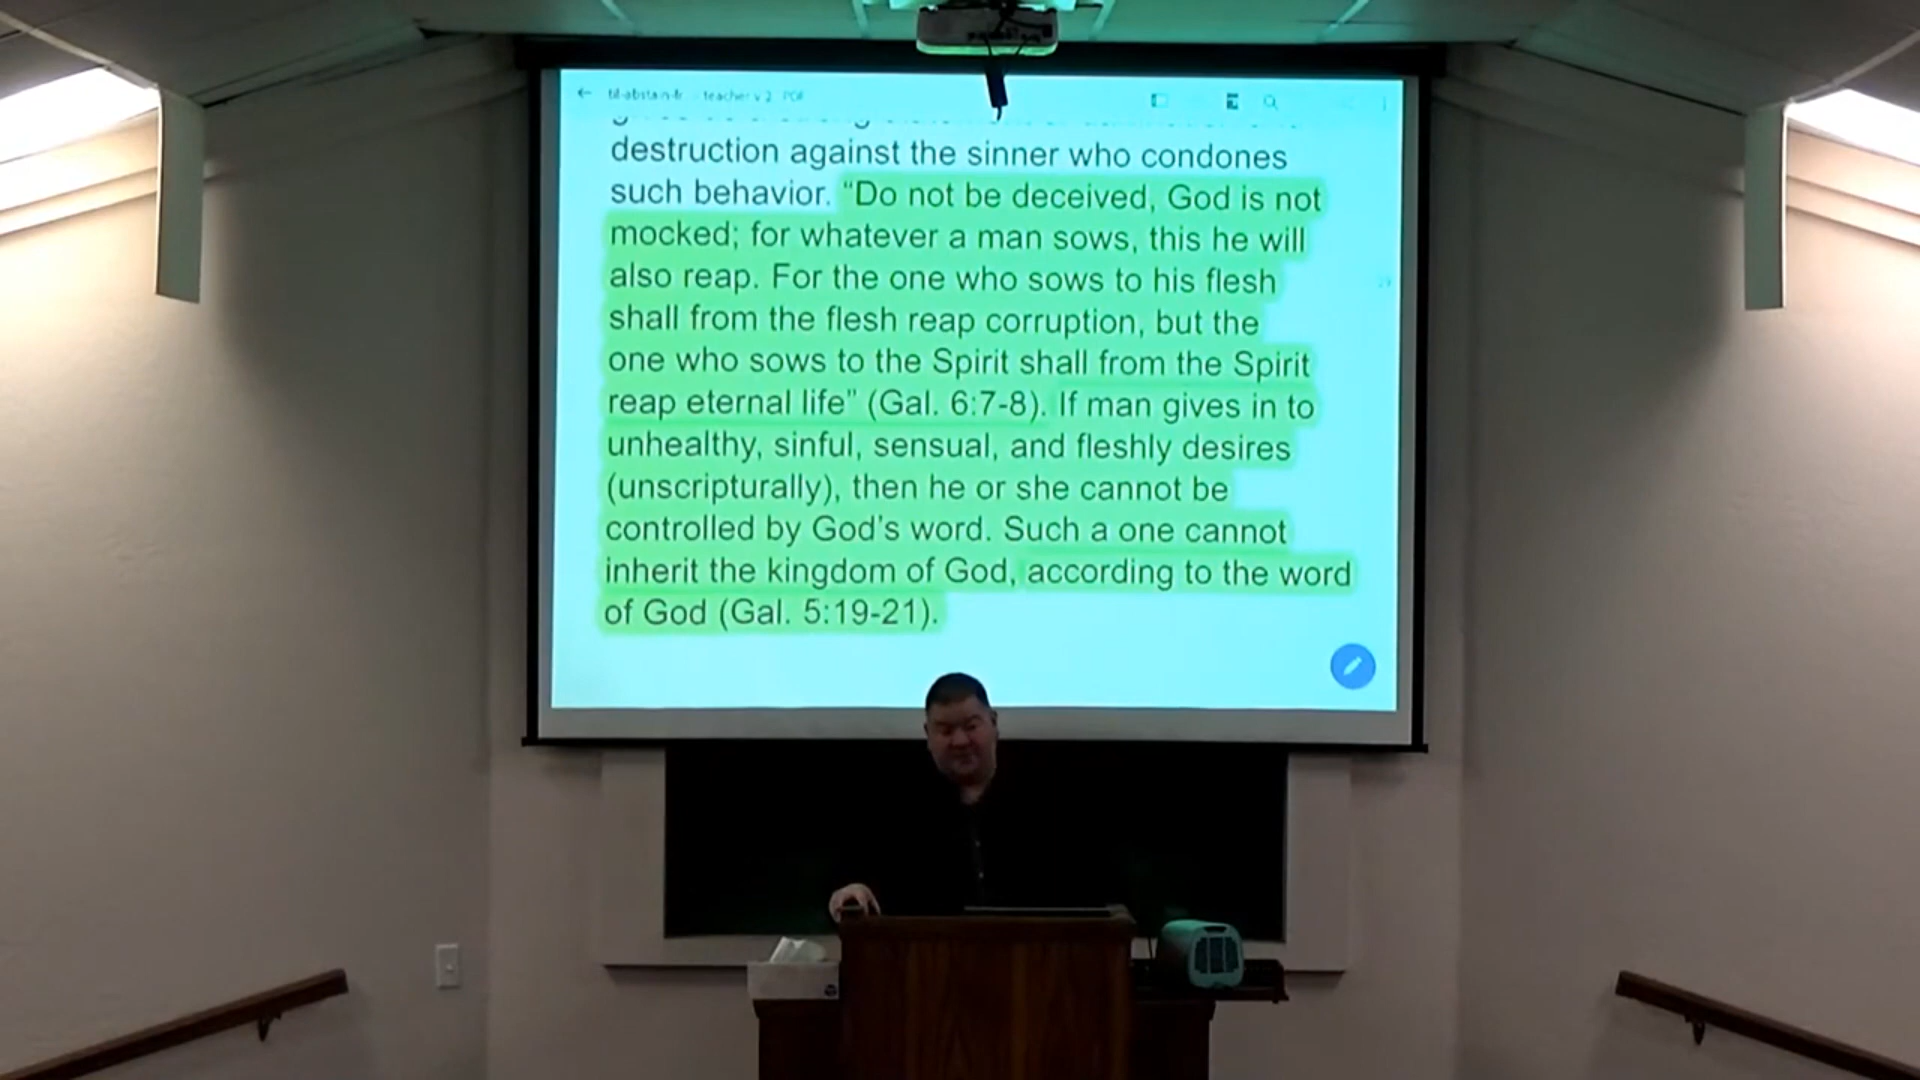 teacher v 2 PDF
destruction against the sinner who condones
such behavior. “Do not be deceived, God is not
mocked; for whatever a man sows, this he will
also reap. For the one who sows to his flesh
shall from the flesh reap corruption, but the
one who sows to the Spirit shall from the Spirit
reap eternal life” (Gal. 6:7-8). If man gives in to
unhealthy, sinful, sensual, and fleshly desires
(unscripturally), then he or she cannot be
controlled by God’s word. Such a one cannot
inherit the kingdom of God, according to the word
of God (Gal. 5:19-21).